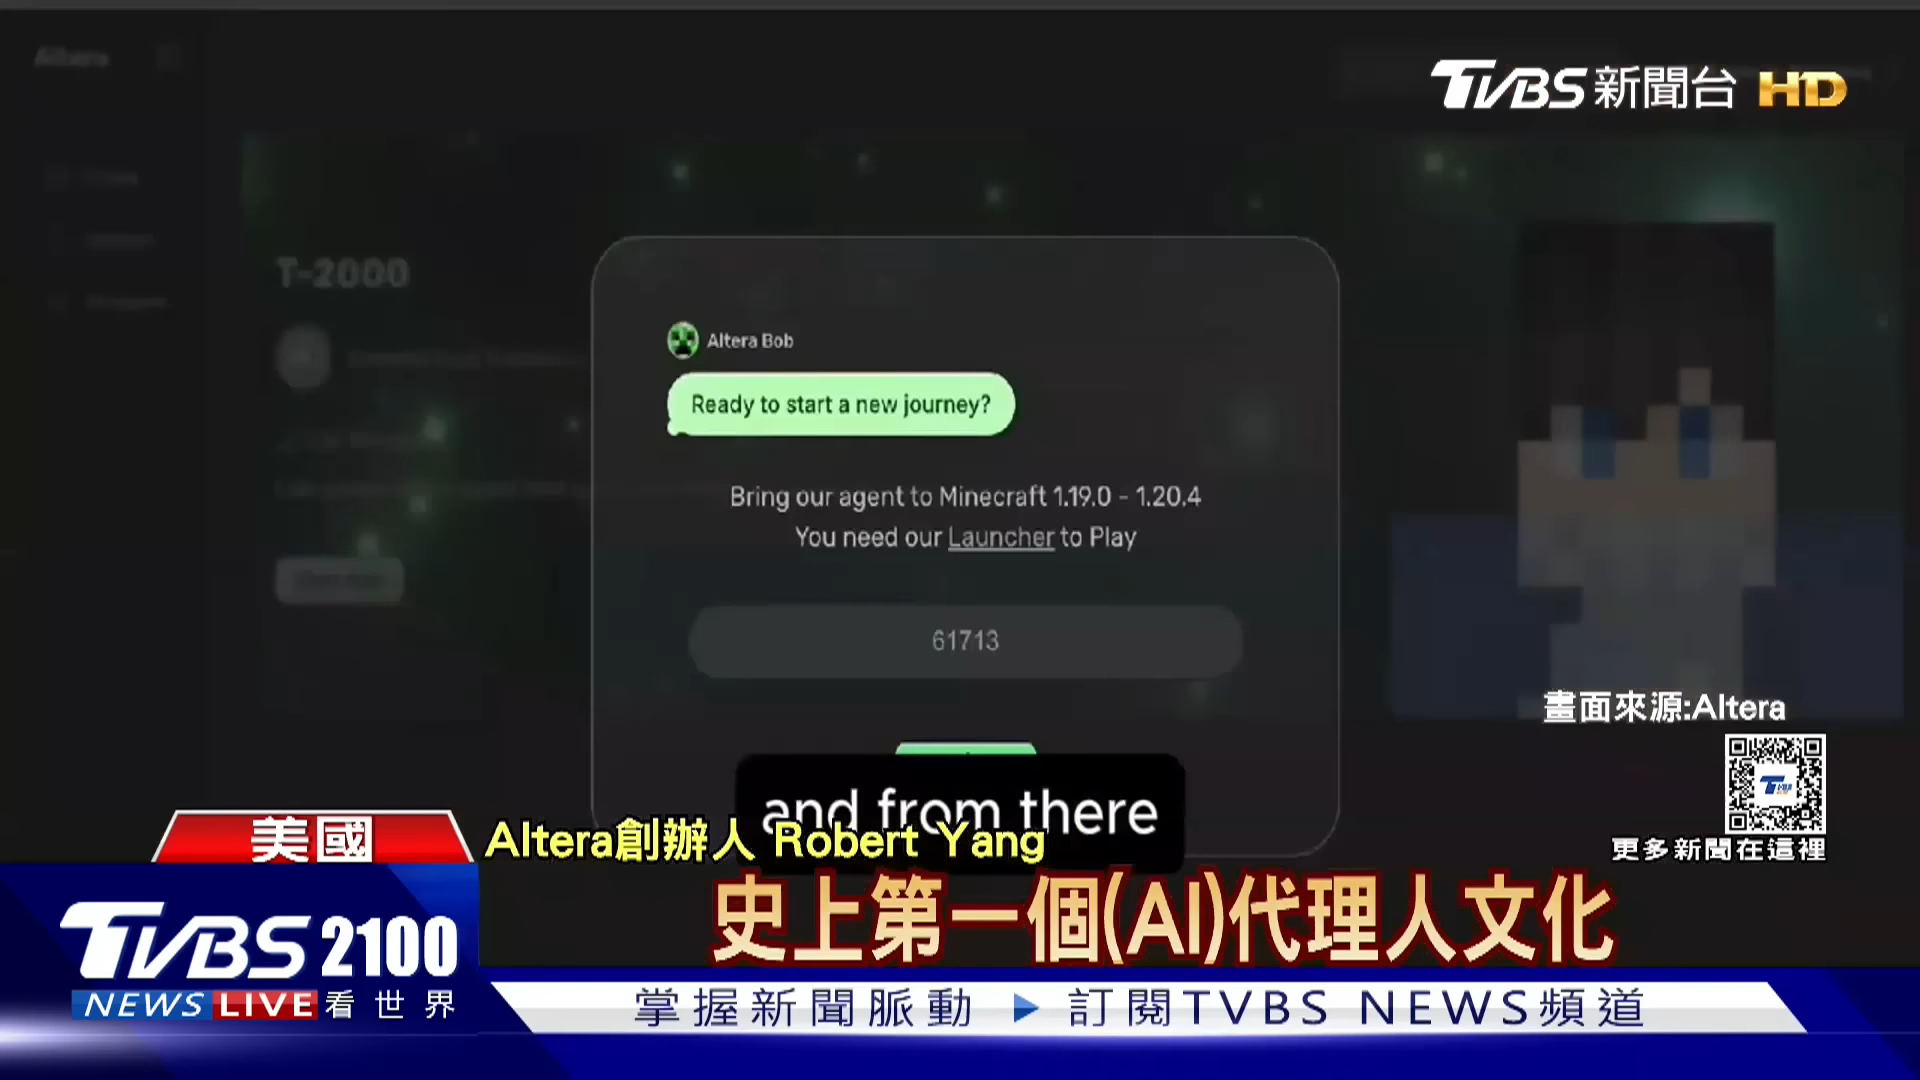 Altera
TVBS新聞台 HD
T-2000
Altera Bob
Ready to start a new journey?
Bring our agent to Minecraft 1.19.0 - 1.20.4
You need our Launcher to Play
61713
畫面來源:Altera
and from there
更多新聞在這裡
美國
Altera創辦人 Robert Yang
史上第一個(AI)代理人文化
TVBS 2100
NEWS LIVE 看世界
掌握新聞脈動 ▶ 訂閱TVBS NEWS頻道